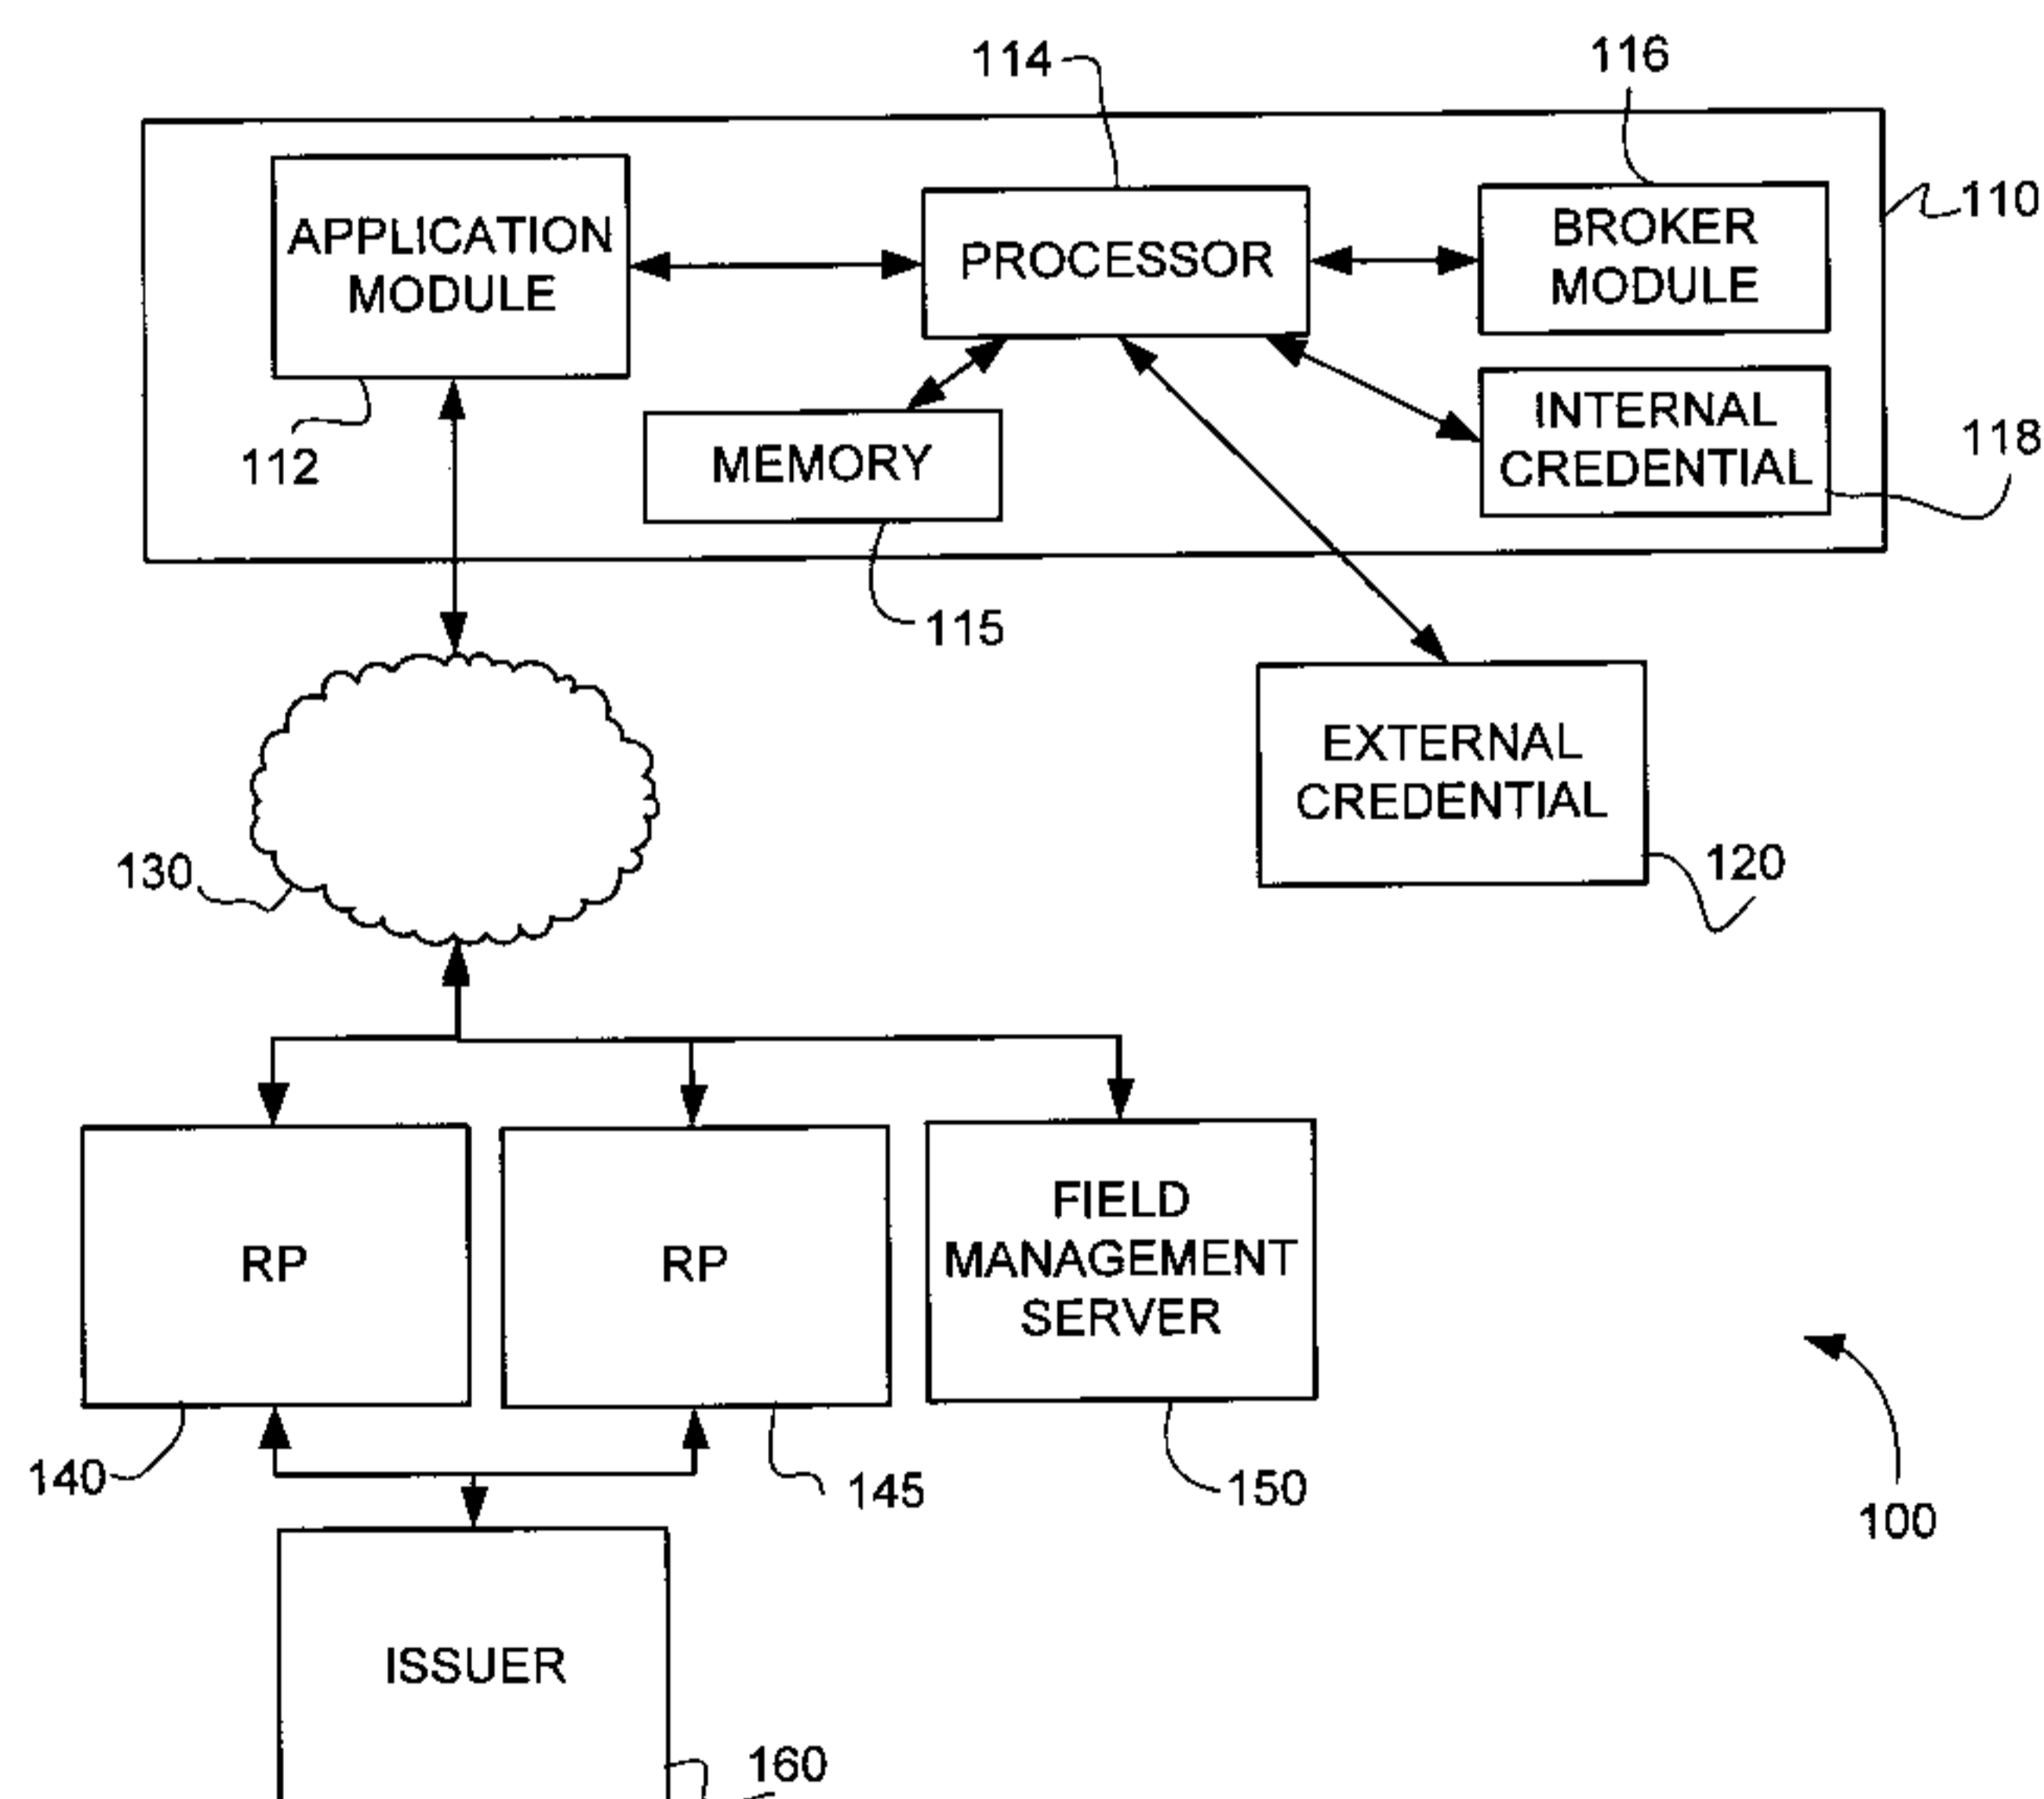 114
116
110
APPLICATION
MODULE
PROCESSOR
BROKER
MODULE
112
MEMORY
INTERNAL
CREDENTIAL
118
115
EXTERNAL
CREDENTIAL
130
120
RP
RP
FIELD
MANAGEMENT
SERVER
140
145
150
100
ISSUER
160